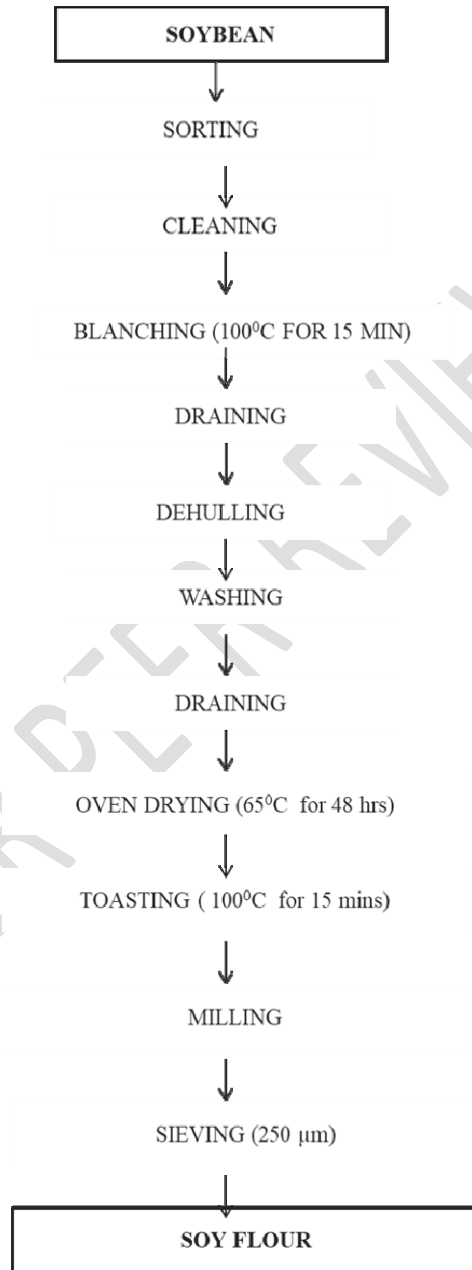 SOYBEAN
SORTING
CLEANING
BLANCHING (100⁰C FOR 15 MIN)
DRAINING
DEHULLING
WASHING
DRAINING
OVEN DRYING (65⁰C for 48 hrs)
TOASTING ( 100⁰C for 15 mins)
MILLING
SIEVING (250 µm)
SOY FLOUR